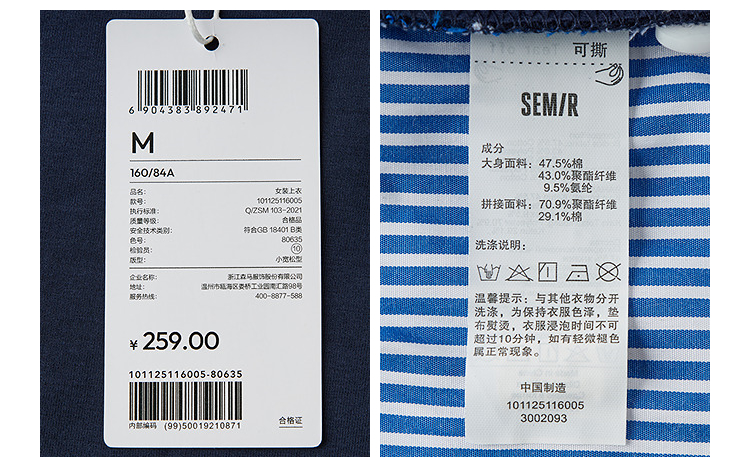 6 904383 892471
M
160/84A
品名: 女装上衣
款号: 101125116005
执行标准: Q/ZSM 103-2021
质量等级: 合格品
安全技术类别: 符合GB 18401 B类
色号: 80635
检验员: 10
版型: 小宽松型
企业名称: 浙江森马服饰股份有限公司
地址: 温州市瓯海区娄桥工业园南汇路98号
服务热线: 400-8877-588
¥ 259.00
101125116005-80635
内部编码 (99)50019210871 合格证
可撕
SEM/R
成分
大身面料: 47.5%棉
43.0%聚酯纤维
9.5%氨纶
拼接面料: 70.9%聚酯纤维
29.1%棉
洗涤说明:
温馨提示: 与其他衣物分开
洗涤, 为保持衣服色泽, 垫
布熨烫, 衣服浸泡时间不可
超过10分钟, 如有轻微褪色
属正常现象。
中国制造
101125116005
3002093